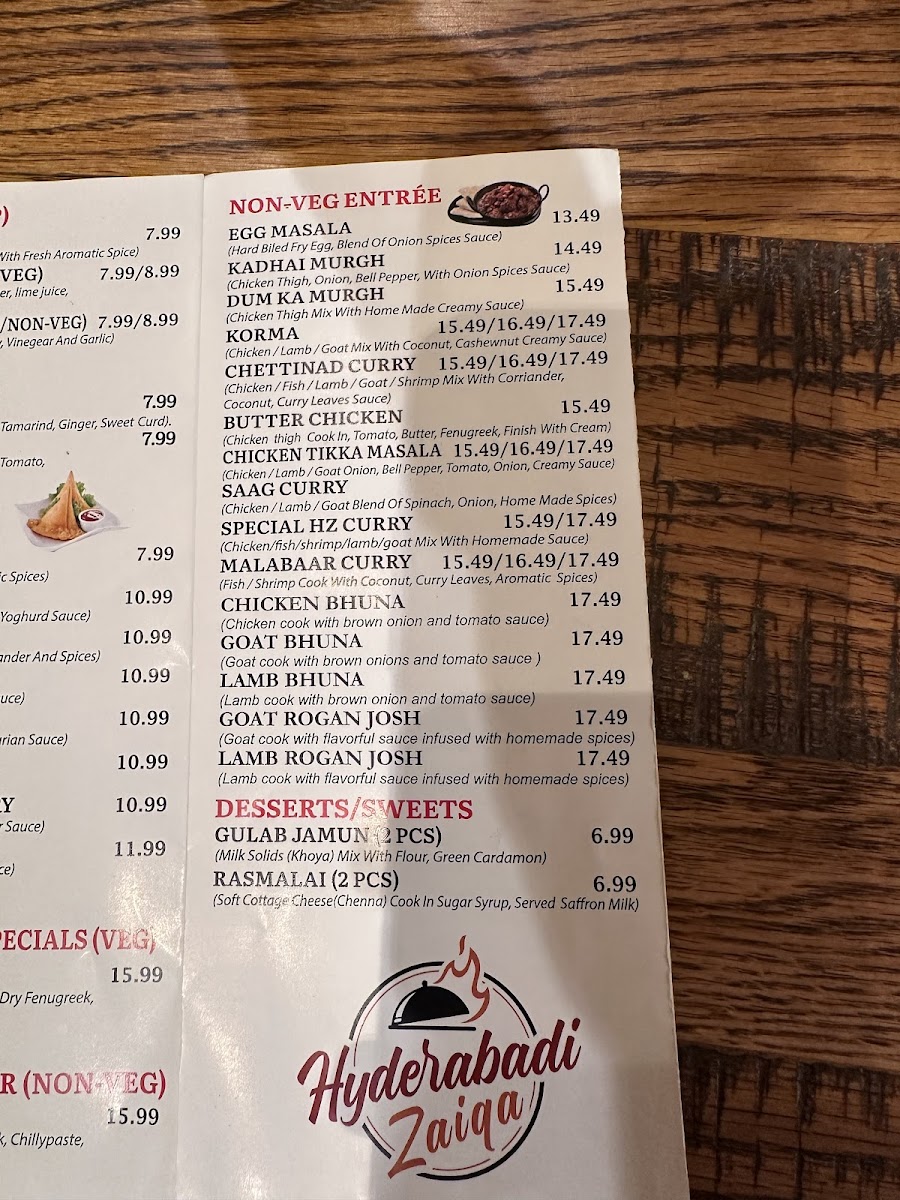 P)
7.99
With Fresh Aromatic Spice)
VEG) 7.99/8.99
er, lime juice,
/NON-VEG) 7.99/8.99
, Vinegear And Garlic)
7.99
Tamarind, Ginger, Sweet Curd).
7.99
Tomato,
7.99
c Spices)
10.99
Yoghurd Sauce)
10.99
ander And Spices)
10.99
uce)
10.99
rian Sauce)
10.99
RY 10.99
r Sauce)
11.99
ce)
PECIALS (VEG)
15.99
Dry Fenugreek,
R (NON-VEG)
15.99
k, Chillypaste,
NON-VEG ENTRÉE
EGG MASALA 13.49
(Hard Biled Fry Egg, Blend Of Onion Spices Sauce)
KADHAI MURGH 14.49
(Chicken Thigh, Onion, Bell Pepper, With Onion Spices Sauce)
DUM KA MURGH 15.49
(Chicken Thigh Mix With Home Made Creamy Sauce)
KORMA 15.49/16.49/17.49
(Chicken / Lamb / Goat Mix With Coconut, Cashewnut Creamy Sauce)
CHETTINAD CURRY 15.49/16.49/17.49
(Chicken / Fish / Lamb / Goat / Shrimp Mix With Corriander,
Coconut, Curry Leaves Sauce)
BUTTER CHICKEN 15.49
(Chicken thigh Cook In, Tomato, Butter, Fenugreek, Finish With Cream)
CHICKEN TIKKA MASALA 15.49/16.49/17.49
(Chicken / Lamb / Goat Onion, Bell Pepper, Tomato, Onion, Creamy Sauce)
SAAG CURRY
(Chicken / Lamb / Goat Blend Of Spinach, Onion, Home Made Spices)
SPECIAL HZ CURRY 15.49/17.49
(Chicken/fish/shrimp/lamb/goat Mix With Homemade Sauce)
MALABAAR CURRY 15.49/16.49/17.49
(Fish / Shrimp Cook With Coconut, Curry Leaves, Aromatic Spices)
CHICKEN BHUNA 17.49
(Chicken cook with brown onion and tomato sauce)
GOAT BHUNA 17.49
(Goat cook with brown onions and tomato sauce )
LAMB BHUNA 17.49
(Lamb cook with brown onion and tomato sauce)
GOAT ROGAN JOSH 17.49
(Goat cook with flavorful sauce infused with homemade spices)
LAMB ROGAN JOSH 17.49
(Lamb cook with flavorful sauce infused with homemade spices)
DESSERTS/SWEETS
GULAB JAMUN (2 PCS) 6.99
(Milk Solids (Khoya) Mix With Flour, Green Cardamon)
RASMALAI (2 PCS) 6.99
(Soft Cottage Cheese(Chenna) Cook In Sugar Syrup, Served Saffron Milk)
Hyderabadi
Zaiqa